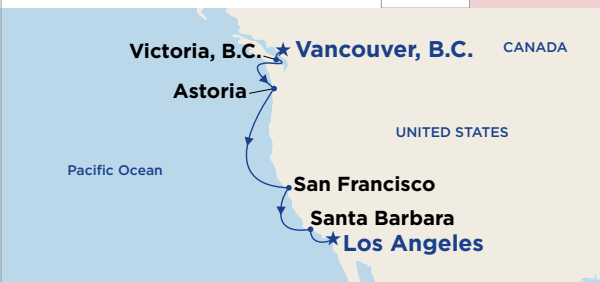 Victoria, B.C.
Vancouver, B.C.
CANADA
Astoria
UNITED STATES
Pacific Ocean
San Francisco
Santa Barbara
Los Angeles